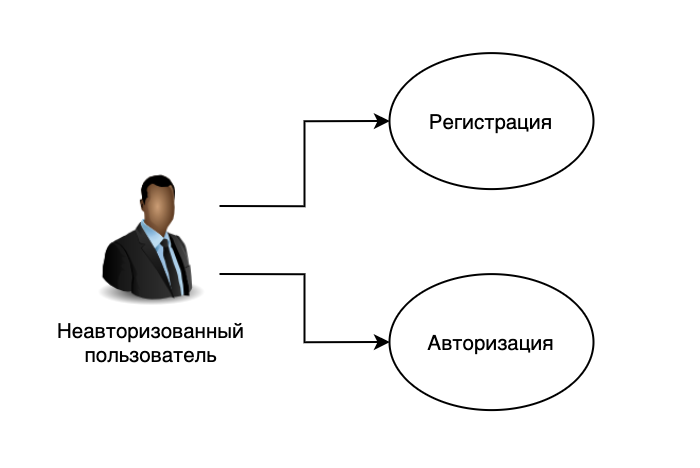 Регистрация
Неавторизованный
пользователь
Авторизация